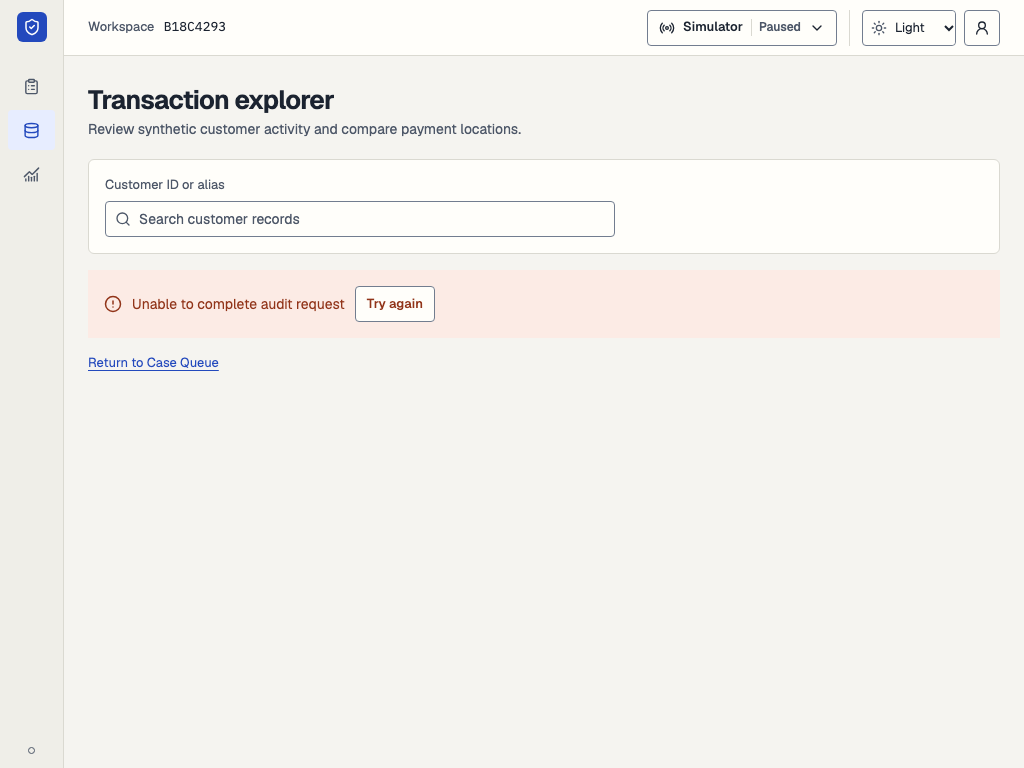 Workspace B18C4293
Simulator Paused
Light
Transaction explorer
Review synthetic customer activity and compare payment locations.
Customer ID or alias
Search customer records
Unable to complete audit request
Try again
Return to Case Queue